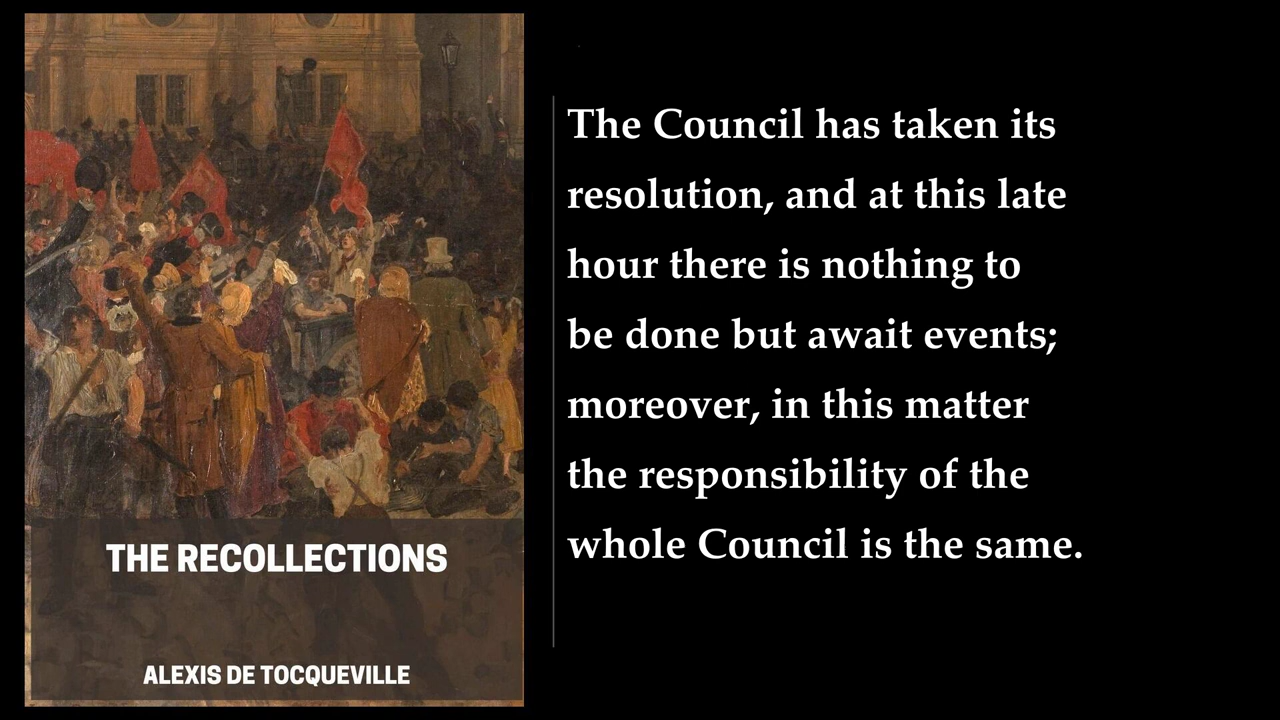 THE RECOLLECTIONS
ALEXIS DE TOCQUEVILLE
The Council has taken its
resolution, and at this late
hour there is nothing to
be done but await events;
moreover, in this matter
the responsibility of the
whole Council is the same.